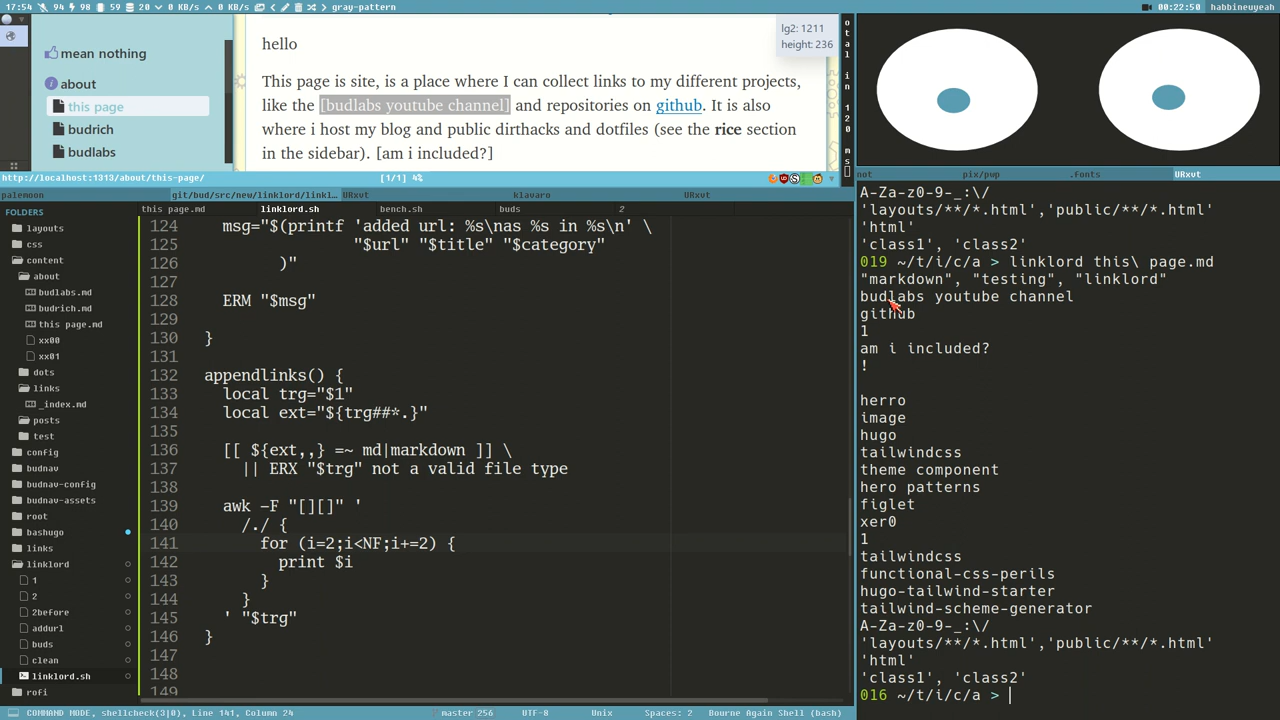 17:54 94 98 59 20 0 KB/s 0 KB/s gray-pattern 00:22:50 habbineuyeah
mean nothing
about
this page
budrich
budlabs
hello
This page is site, is a place where I can collect links to my different projects,
like the [budlabs youtube channel] and repositories on github. It is also
where i host my blog and public dirthacks and dotfiles (see the rice section
in the sidebar). [am i included?]
lg2: 1211
height: 236
otal in 120 ms
http://localhost:1313/about/this-page/ [1/1] 4%
palemoon git/bud/src/new/linklord/linkl. URxvt klavaro URxvt
FOLDERS
layouts
css
content
about
budlabs.md
budrich.md
this page.md
xx00
xx01
dots
links
_index.md
posts
test
config
budnav
budnav-config
budnav-assets
root
bashugo
links
linklord
1
2
2before
addurl
buds
clean
linklord.sh
rofi
this page.md linklord.sh bench.sh buds 2
124 msg="$(printf 'added url: %s\nas %s in %s\n' \
125 "$url" "$title" "$category"
126 )"
127
128 ERM "$msg"
129
130 }
131
132 appendlinks() {
133 local trg="$1"
134 local ext="${trg##*.}"
135
136 [[ ${ext,,} =~ md|markdown ]] \
137 || ERX "$trg" not a valid file type
138
139 awk -F "[][]" '
140 /./ {
141 for (i=2;i<NF;i+=2) {
142 print $i
143 }
144 }
145 ' "$trg"
146 }
147
148
149
COMMAND MODE, shellcheck(3|0), Line 141, Column 24 master 256 UTF-8 Unix Spaces: 2 Bourne Again Shell (bash)
not pix/pwp .fonts URxvt
A-Za-z0-9-_:\/
'layouts/**/*.html','public/**/*.html'
'html'
'class1', 'class2'
019 ~/t/i/c/a > linklord this\ page.md
"markdown", "testing", "linklord"
budlabs youtube channel
github
1
am i included?
!
herro
image
hugo
tailwindcss
theme component
hero patterns
figlet
xer0
1
tailwindcss
functional-css-perils
hugo-tailwind-starter
tailwind-scheme-generator
A-Za-z0-9-_:\/
'layouts/**/*.html','public/**/*.html'
'html'
'class1', 'class2'
016 ~/t/i/c/a >